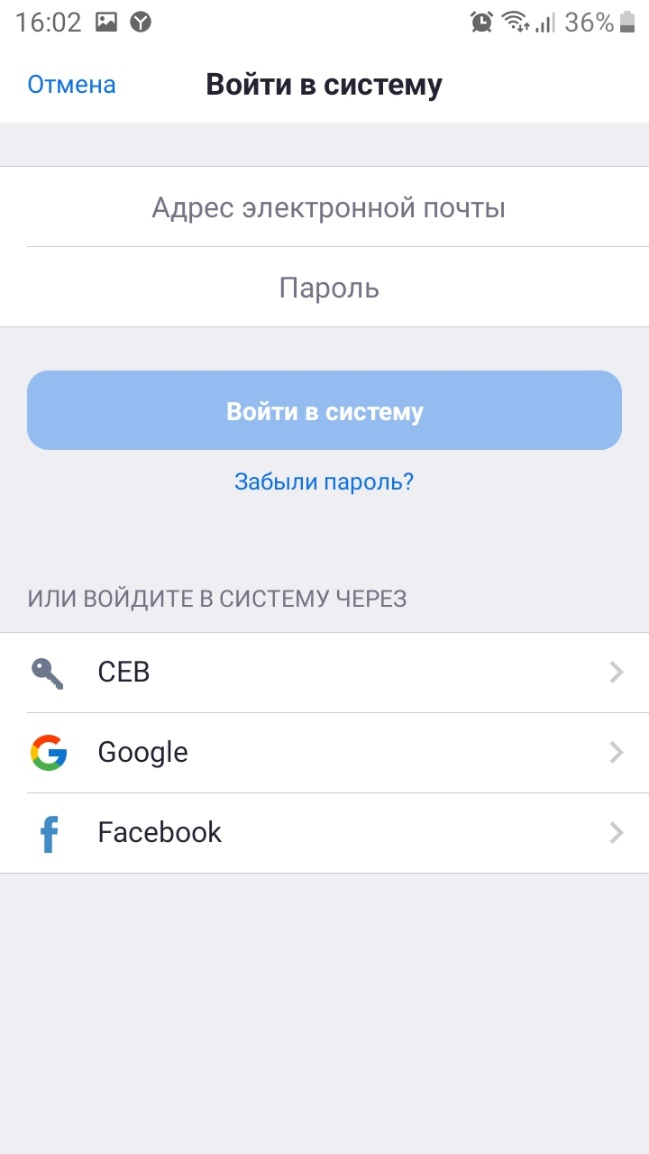 16:02 36%
Отмена Войти в систему
Адрес электронной почты
Пароль
Войти в систему
Забыли пароль?
ИЛИ ВОЙДИТЕ В СИСТЕМУ ЧЕРЕЗ
СЕВ
Google
Facebook